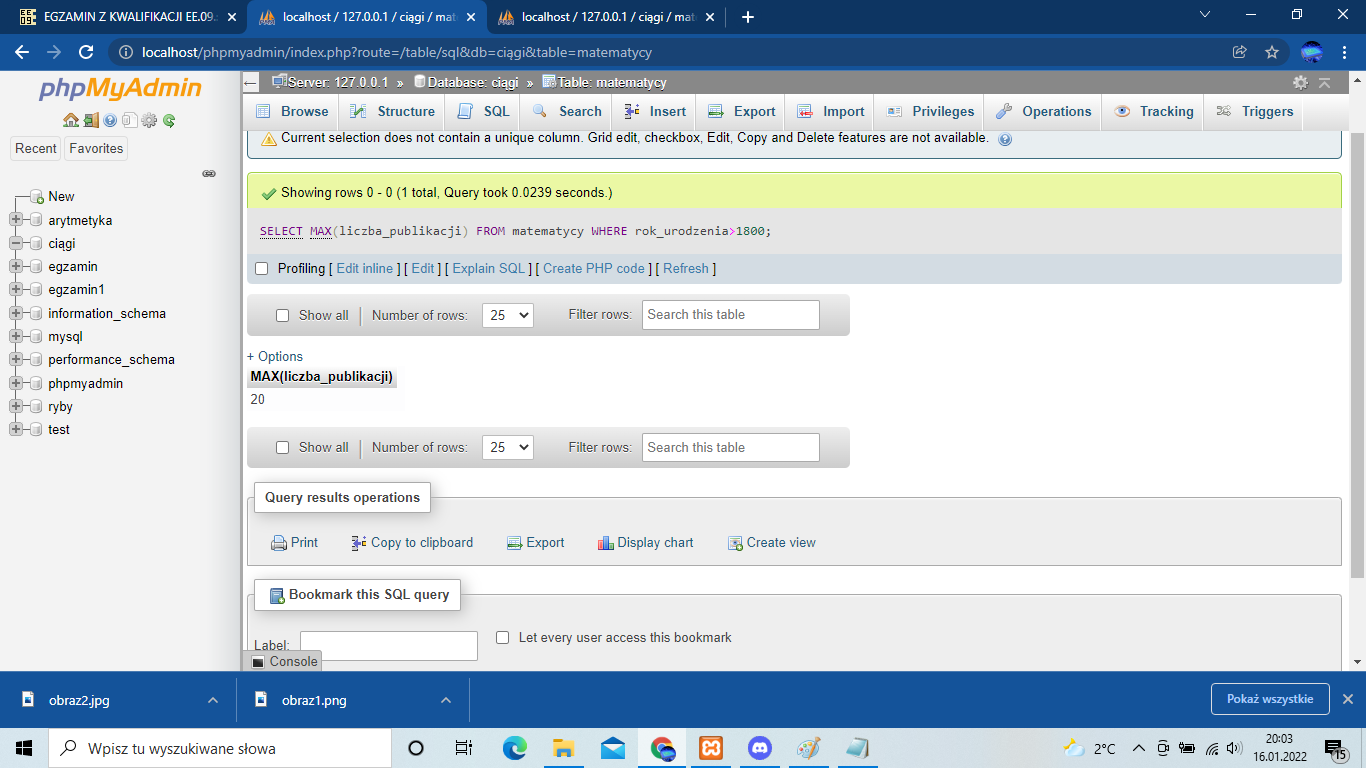 EGZAMIN Z KWALIFIKACJI EE.09.
localhost / 127.0.0.1 / ciągi / mat
localhost / 127.0.0.1 / ciągi / mat
localhost/phpmyadmin/index.php?route=/table/sql&db=ciągi&table=matematycy
phpMyAdmin
Recent
Favorites
New
arytmetyka
ciągi
egzamin
egzamin1
information_schema
mysql
performance_schema
phpmyadmin
ryby
test
Server: 127.0.0.1 » Database: ciągi » Table: matematycy
Browse Structure SQL Search Insert Export Import Privileges Operations Tracking Triggers
Current selection does not contain a unique column. Grid edit, checkbox, Edit, Copy and Delete features are not available.
Showing rows 0 - 0 (1 total, Query took 0.0239 seconds.)
SELECT MAX(liczba_publikacji) FROM matematycy WHERE rok_urodzenia>1800;
Profiling [ Edit inline ] [ Edit ] [ Explain SQL ] [ Create PHP code ] [ Refresh ]
Show all Number of rows: 25 Filter rows: Search this table
+ Options
MAX(liczba_publikacji)
20
Show all Number of rows: 25 Filter rows: Search this table
Query results operations
Print Copy to clipboard Export Display chart Create view
Bookmark this SQL query
Label: Let every user access this bookmark
Console
obraz2.jpg
obraz1.png
Pokaż wszystkie
Wpisz tu wyszukiwane słowa
2°C
20:03
16.01.2022
15